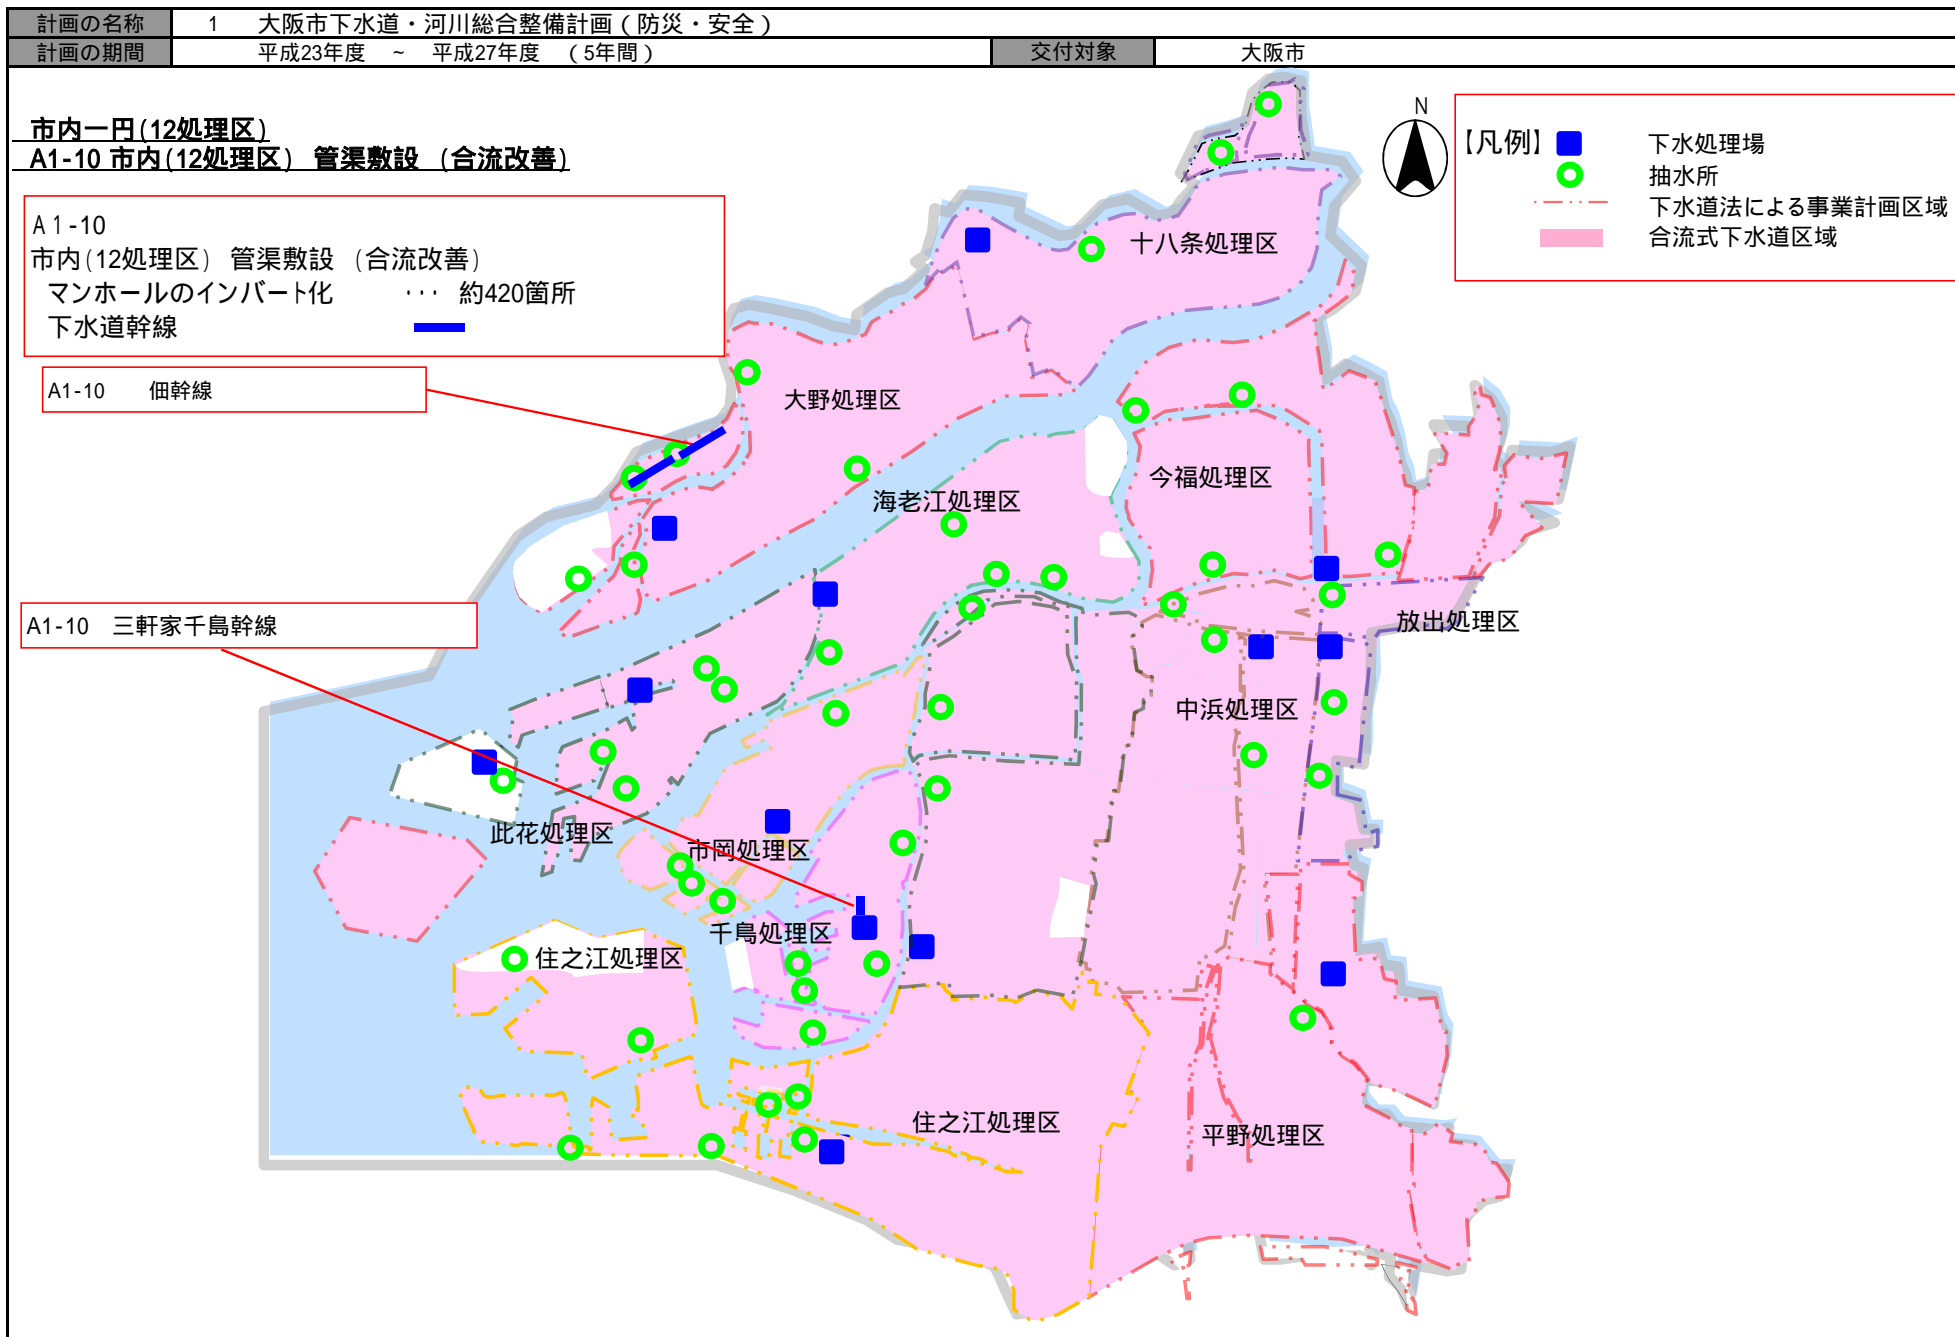 計画の名称 1 大阪市下水道・河川総合整備計画（防災・安全）
計画の期間 平成23年度 ~ 平成27年度 （5年間） 交付対象 大阪市
市内一円(12処理区)
A1-10 市内(12処理区) 管渠敷設 (合流改善)
A1-10
市内(12処理区) 管渠敷設 (合流改善)
マンホールのインバート化 ･･･ 約420箇所
下水道幹線
A1-10 佃幹線
A1-10 三軒家千島幹線
N
【凡例】
下水処理場
抽水所
下水道法による事業計画区域
合流式下水道区域
十八条処理区
大野処理区
海老江処理区
今福処理区
放出処理区
中浜処理区
此花処理区
市岡処理区
千島処理区
住之江処理区
住之江処理区
平野処理区